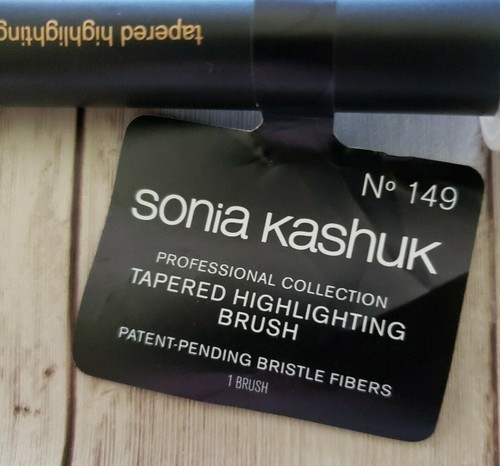 tapered highlighting
Nº 149
sonia kashuk
PROFESSIONAL COLLECTION
TAPERED HIGHLIGHTING
BRUSH
PATENT-PENDING BRISTLE FIBERS
1 BRUSH